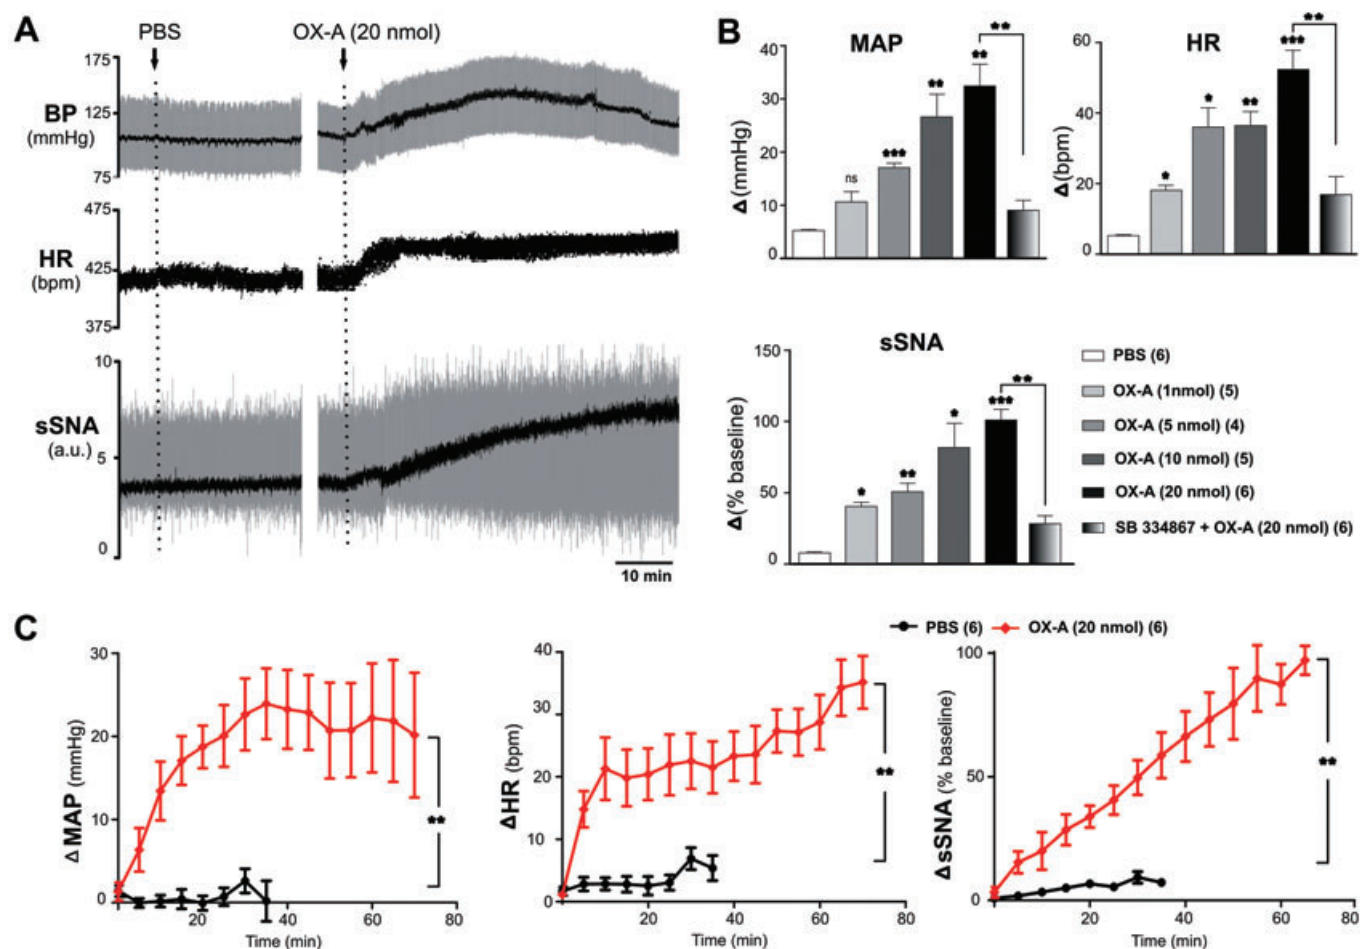 A
PBS
OX-A (20 nmol)
BP
(mmHg)
175
125
75
HR
(bpm)
475
425
375
sSNA
(a.u.)
10
5
0
10 min
B
MAP
Δ(mmHg)
40
30
20
10
0
ns
***
**
**
**
HR
Δ(bpm)
60
40
20
0
*
*
**
***
**
sSNA
Δ(% baseline)
150
100
50
0
*
**
*
***
**
PBS (6)
OX-A (1nmol) (5)
OX-A (5 nmol) (4)
OX-A (10 nmol) (5)
OX-A (20 nmol) (6)
SB 334867 + OX-A (20 nmol) (6)
C
PBS (6) OX-A (20 nmol) (6)
ΔMAP (mmHg)
30
20
10
0
20 40 60 80
Time (min)
**
ΔHR (bpm)
40
30
20
10
0
20 40 60 80
Time (min)
**
ΔsSNA (% baseline)
100
50
0
20 40 60 80
Time (min)
**